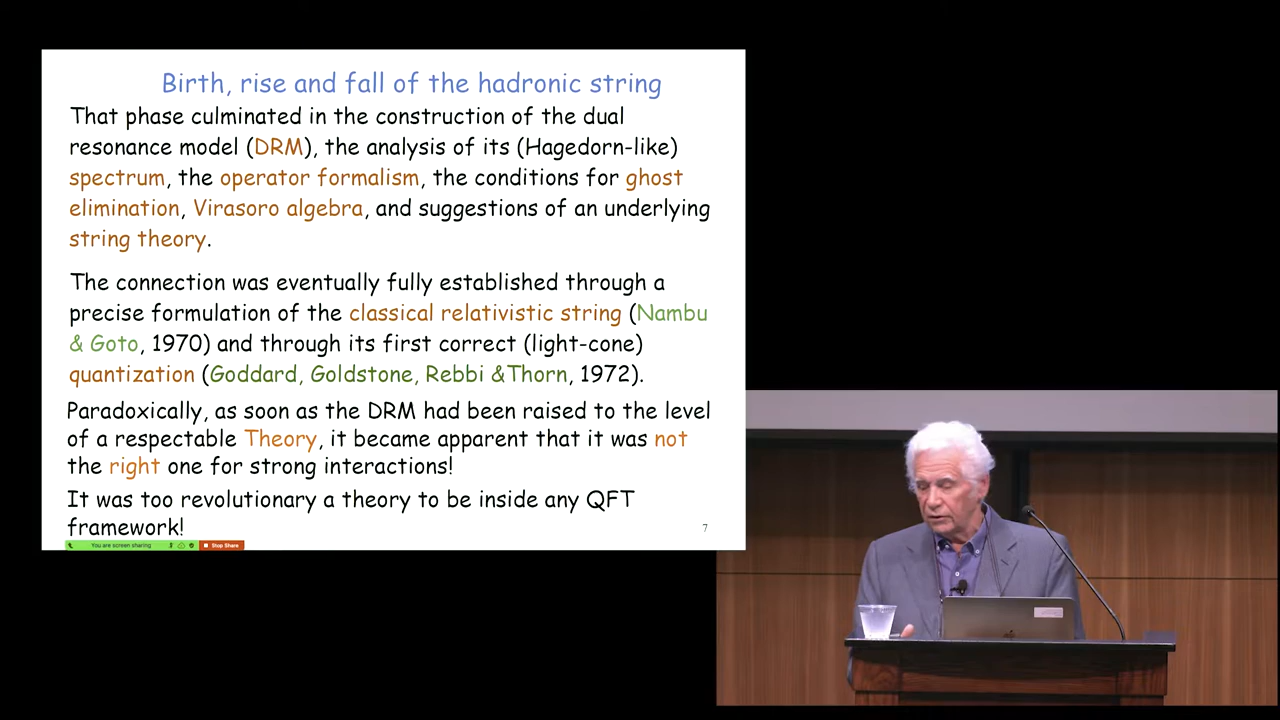 Birth, rise and fall of the hadronic string
That phase culminated in the construction of the dual
resonance model (DRM), the analysis of its (Hagedorn-like)
spectrum, the operator formalism, the conditions for ghost
elimination, Virasoro algebra, and suggestions of an underlying
string theory.
The connection was eventually fully established through a
precise formulation of the classical relativistic string (Nambu
& Goto, 1970) and through its first correct (light-cone)
quantization (Goddard, Goldstone, Rebbi &Thorn, 1972).
Paradoxically, as soon as the DRM had been raised to the level
of a respectable Theory, it became apparent that it was not
the right one for strong interactions!
It was too revolutionary a theory to be inside any QFT
framework!
7
You are screen sharing
Stop Share